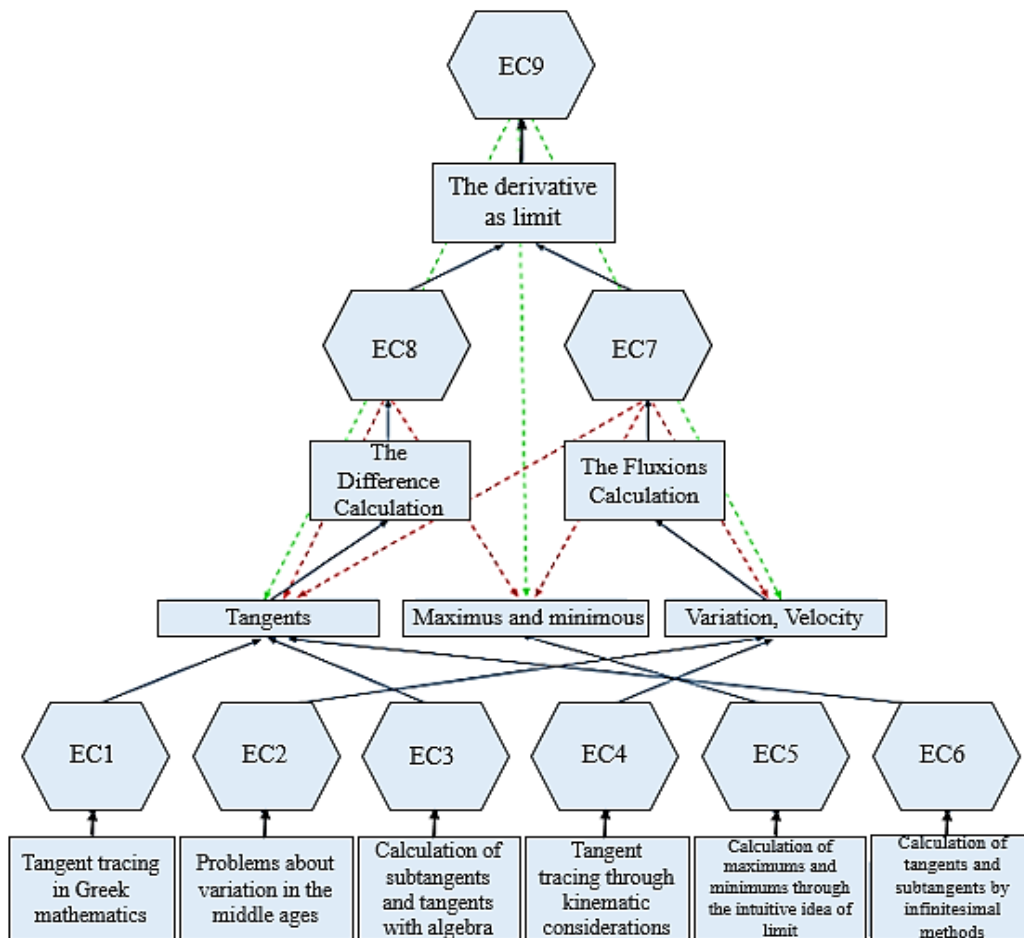 EC9
The derivative
as limit
EC8
EC7
The
Difference
Calculation
The Fluxions
Calculation
Tangents
Maximus and minimous
Variation, Velocity
EC1
EC2
EC3
EC4
EC5
EC6
Tangent tracing
in Greek
mathematics
Problems about
variation in the
middle ages
Calculation of
subtangents
and tangents
with algebra
Tangent
tracing through
kinematic
considerations
Calculation of
maximums and
minimums through
the intuitive idea of
limit
Calculation of
tangents and
subtangents by
infinitesimal
methods